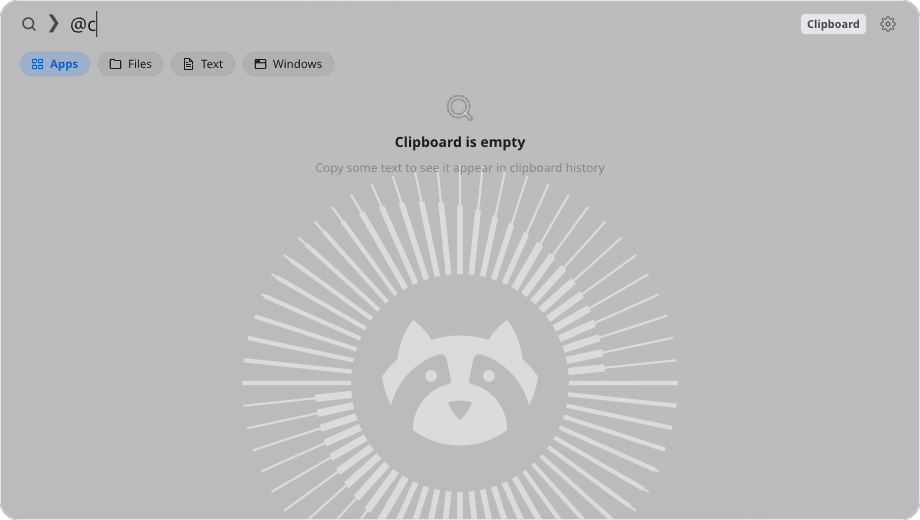 @c
Clipboard
Apps
Files
Text
Windows
Clipboard is empty
Copy some text to see it appear in clipboard history